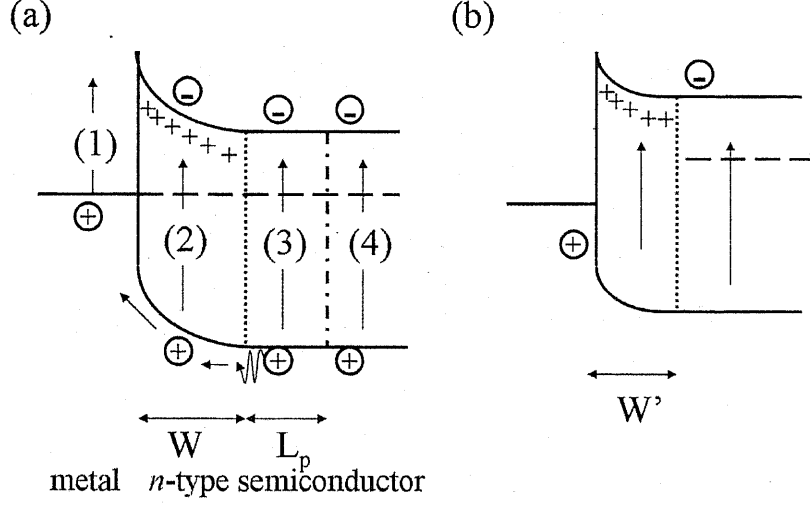 (a)
(b)
(1)
(2)
(3)
(4)
W
L_p
W’
metal n-type semiconductor